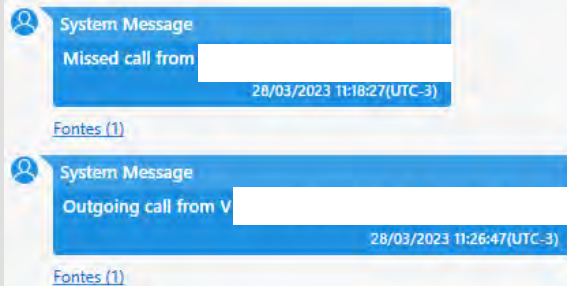 System Message
Missed call from
28/03/2023 11:18:27(UTC-3)
Fontes (1)
System Message
Outgoing call from V
28/03/2023 11:26:47(UTC-3)
Fontes (1)